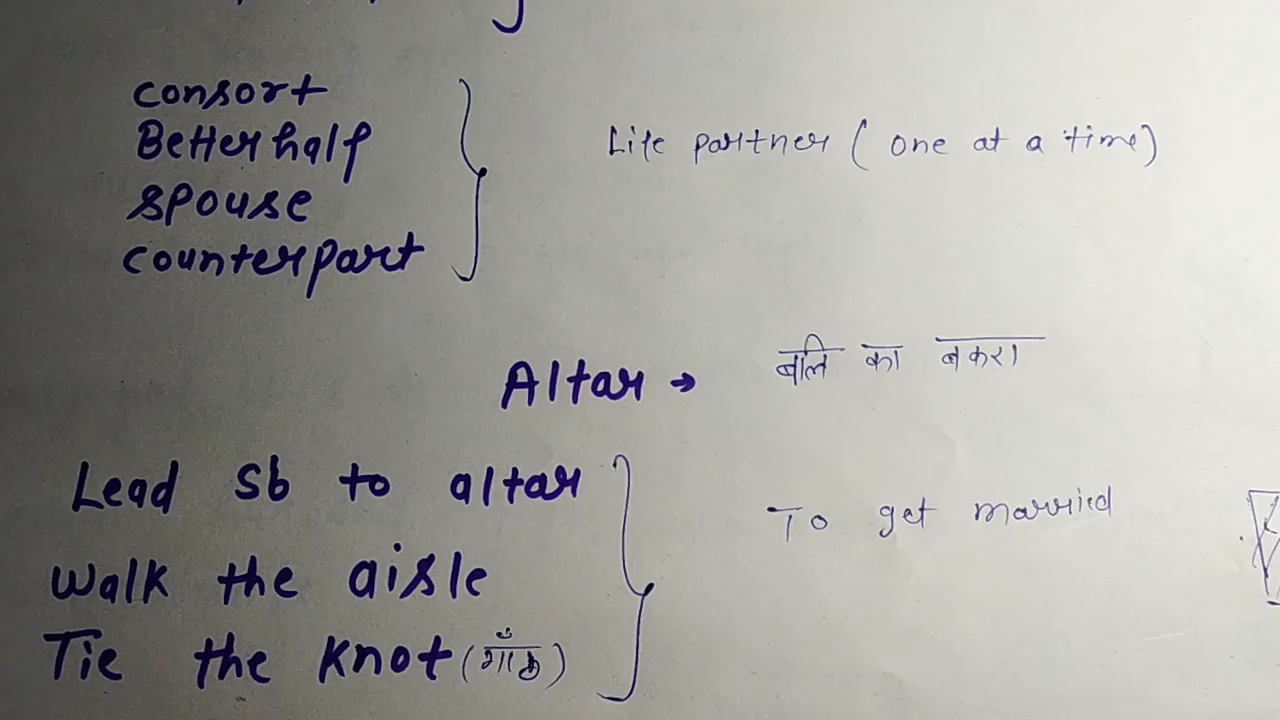 consort
Better half
spouse
counterpart
Life partner ( one at a time)
Altar → बलि का बकरा
Lead sb to altar
Walk the aisle
Tie the knot (गाँठ)
To get married